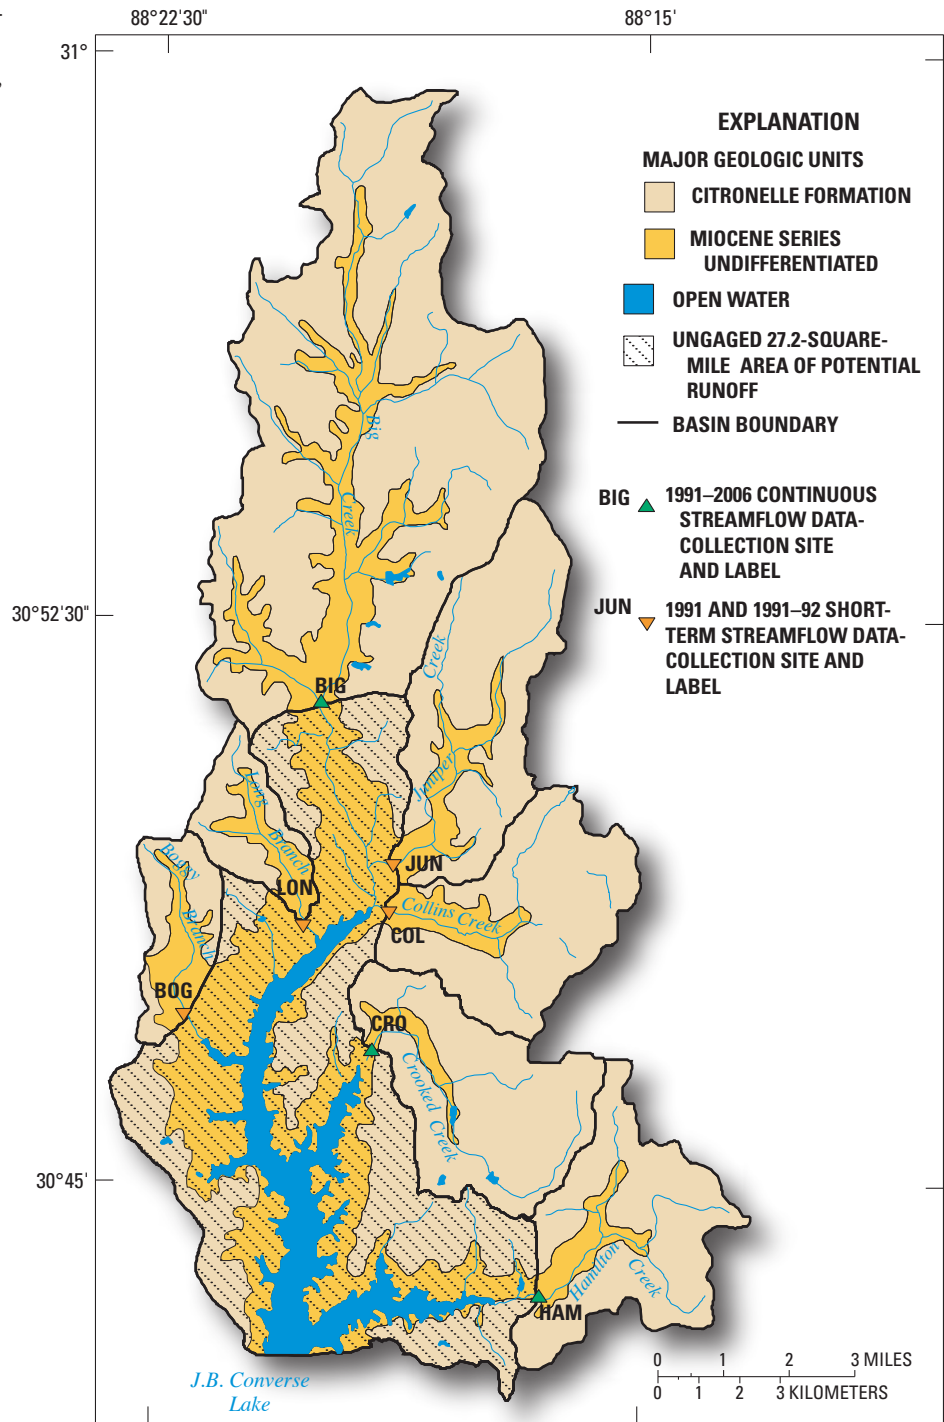 88°22'30"
88°15'
31°
EXPLANATION
MAJOR GEOLOGIC UNITS
CITRONELLE FORMATION
MIOCENE SERIES
UNDIFFERENTIATED
OPEN WATER
UNGAGED 27.2-SQUARE-
MILE AREA OF POTENTIAL
RUNOFF
BASIN BOUNDARY
BIG
1991–2006 CONTINUOUS
STREAMFLOW DATA-
COLLECTION SITE
AND LABEL
JUN
1991 AND 1991–92 SHORT-
TERM STREAMFLOW DATA-
COLLECTION SITE AND
LABEL
Big
Creek
30°52'30"
Creek
Juniper
BIG
Long
Branch
LON
JUN
Boggy
Branch
Collins Creek
COL
BOG
CRO
Crooked Creek
30°45'
Hamilton
Creek
HAM
J.B. Converse
Lake
0 1 2 3 MILES
0 1 2 3 KILOMETERS